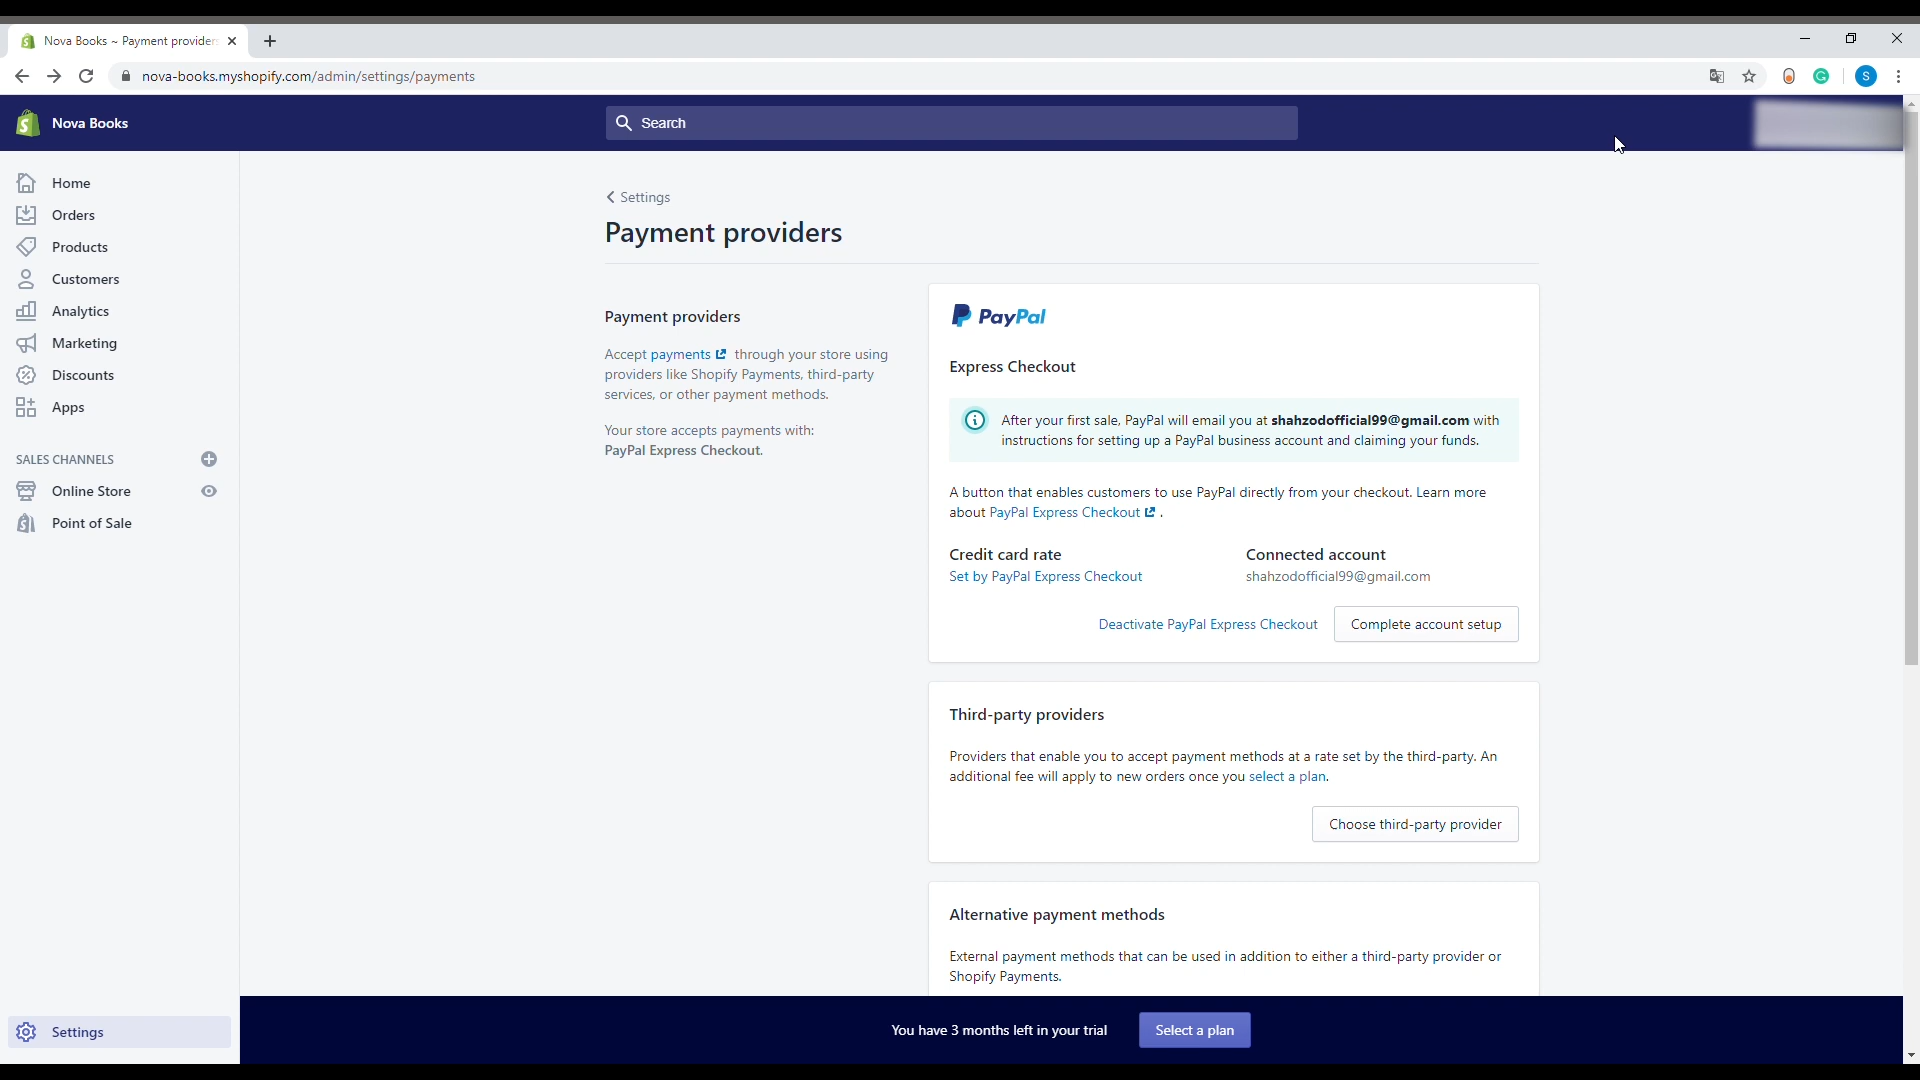 Nova Books ~ Payment provider
nova-books.myshopify.com/admin/settings/payments
S
Nova Books
Search
Home
Orders
Products
Customers
Analytics
Marketing
Discounts
Apps
SALES CHANNELS
Online Store
Point of Sale
Settings
Settings
Payment providers
Payment providers
Accept payments through your store using
providers like Shopify Payments, third-party
services, or other payment methods.
Your store accepts payments with:
PayPal Express Checkout.
PayPal
Express Checkout
After your first sale, PayPal will email you at shahzodofficial99@gmail.com with
instructions for setting up a PayPal business account and claiming your funds.
A button that enables customers to use PayPal directly from your checkout. Learn more
about PayPal Express Checkout .
Credit card rate
Set by PayPal Express Checkout
Connected account
shahzodofficial99@gmail.com
Deactivate PayPal Express Checkout
Complete account setup
Third-party providers
Providers that enable you to accept payment methods at a rate set by the third-party. An
additional fee will apply to new orders once you select a plan.
Choose third-party provider
Alternative payment methods
External payment methods that can be used in addition to either a third-party provider or
Shopify Payments.
You have 3 months left in your trial
Select a plan